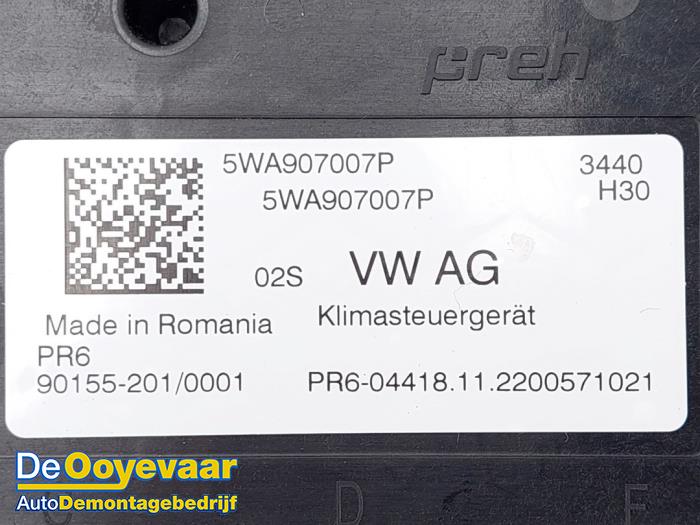 preh
5WA907007P 3440
5WA907007P H30
02S VW AG
Made in Romania Klimasteuergerät
PR6
90155-201/0001 PR6-04418.11.2200571021
De Ooyevaar
AutoDemontagebedrijf
D